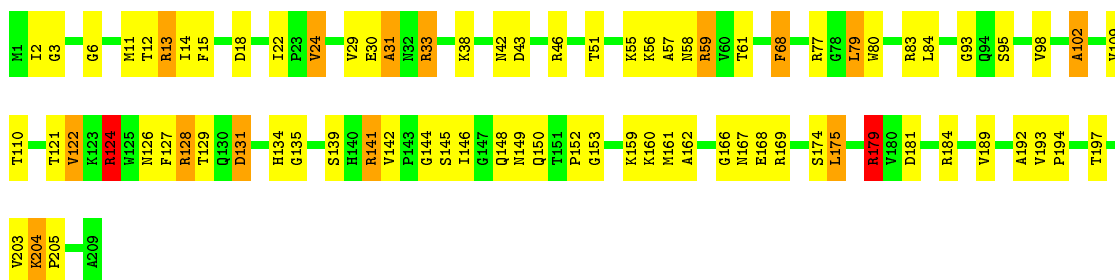 M1 I2 G3 G6 M11 T12 R13 I14 F15 D18 I22 P23 V24 V29 E30 A31 N32 R33 K38 N42 D43 R46 T51 K55 K56 A57 N58 R59 V60 T61 F68 R77 G78 L79 W80 R83 L84 G93 Q94 S95 V98 A102
T110 T121 V122 K123 R124 W125 N126 F127 R128 T129 Q130 D131 H134 G135 S139 H140 R141 V142 P143 G144 S145 I146 G147 Q148 N149 Q150 T151 P152 G153 K159 K160 M161 A162 G166 N167 E168 R169 S174 L175 R179 V180 D181 R184 V189 A192 V193 P194 T197
V203 K204 P205 A209